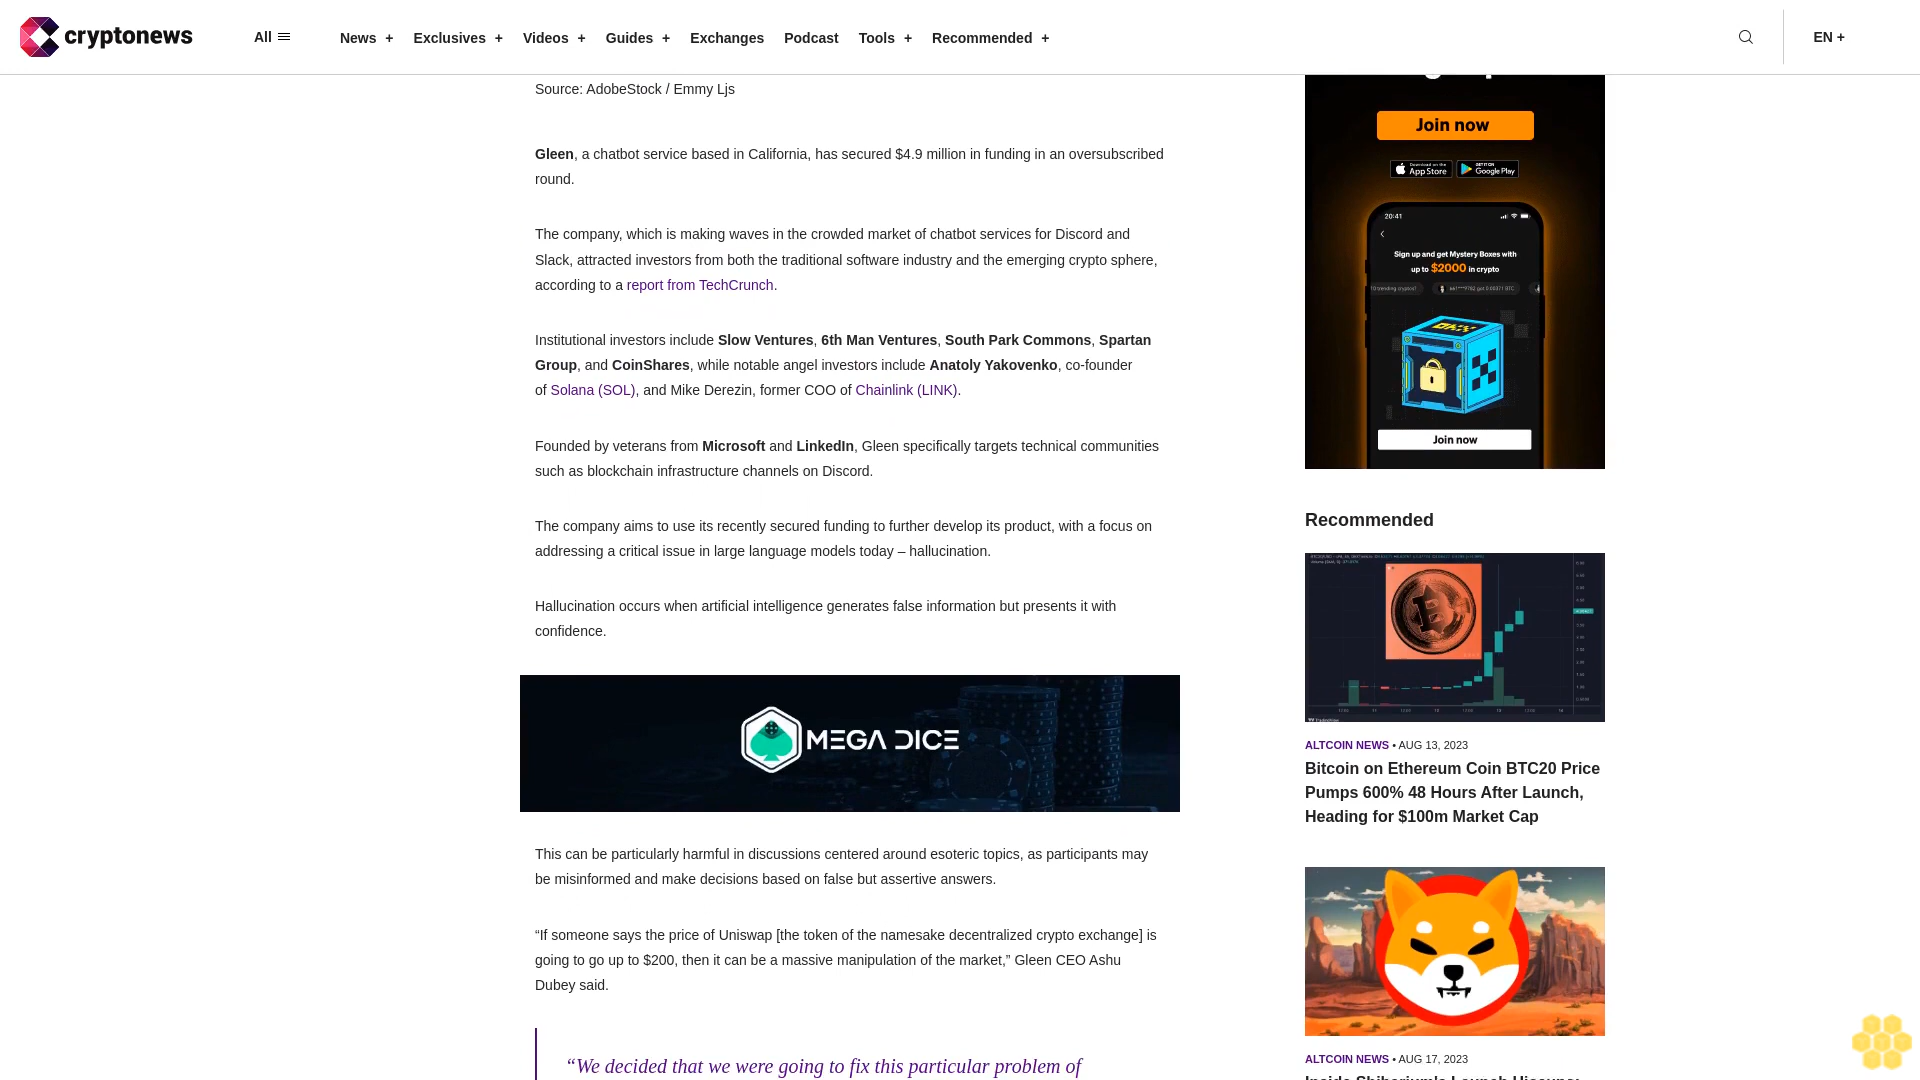 cryptonews
All
News +
Exclusives +
Videos +
Guides +
Exchanges
Podcast
Tools +
Recommended +
EN +
Source: AdobeStock / Emmy Ljs
Gleen, a chatbot service based in California, has secured $4.9 million in funding in an oversubscribed
round.
The company, which is making waves in the crowded market of chatbot services for Discord and
Slack, attracted investors from both the traditional software industry and the emerging crypto sphere,
according to a report from TechCrunch.
Institutional investors include Slow Ventures, 6th Man Ventures, South Park Commons, Spartan
Group, and CoinShares, while notable angel investors include Anatoly Yakovenko, co-founder
of Solana (SOL), and Mike Derezin, former COO of Chainlink (LINK).
Founded by veterans from Microsoft and LinkedIn, Gleen specifically targets technical communities
such as blockchain infrastructure channels on Discord.
The company aims to use its recently secured funding to further develop its product, with a focus on
addressing a critical issue in large language models today – hallucination.
Hallucination occurs when artificial intelligence generates false information but presents it with
confidence.
MEGA DICE
This can be particularly harmful in discussions centered around esoteric topics, as participants may
be misinformed and make decisions based on false but assertive answers.
“If someone says the price of Uniswap [the token of the namesake decentralized crypto exchange] is
going to go up to $200, then it can be a massive manipulation of the market,” Gleen CEO Ashu
Dubey said.
“We decided that we were going to fix this particular problem of
Join now
Download on the
App Store
GET IT ON
Google Play
20:41
Sign up and get Mystery Boxes with
up to $2000 in crypto
Join now
Recommended
ALTCOIN NEWS • AUG 13, 2023
Bitcoin on Ethereum Coin BTC20 Price
Pumps 600% 48 Hours After Launch,
Heading for $100m Market Cap
ALTCOIN NEWS • AUG 17, 2023